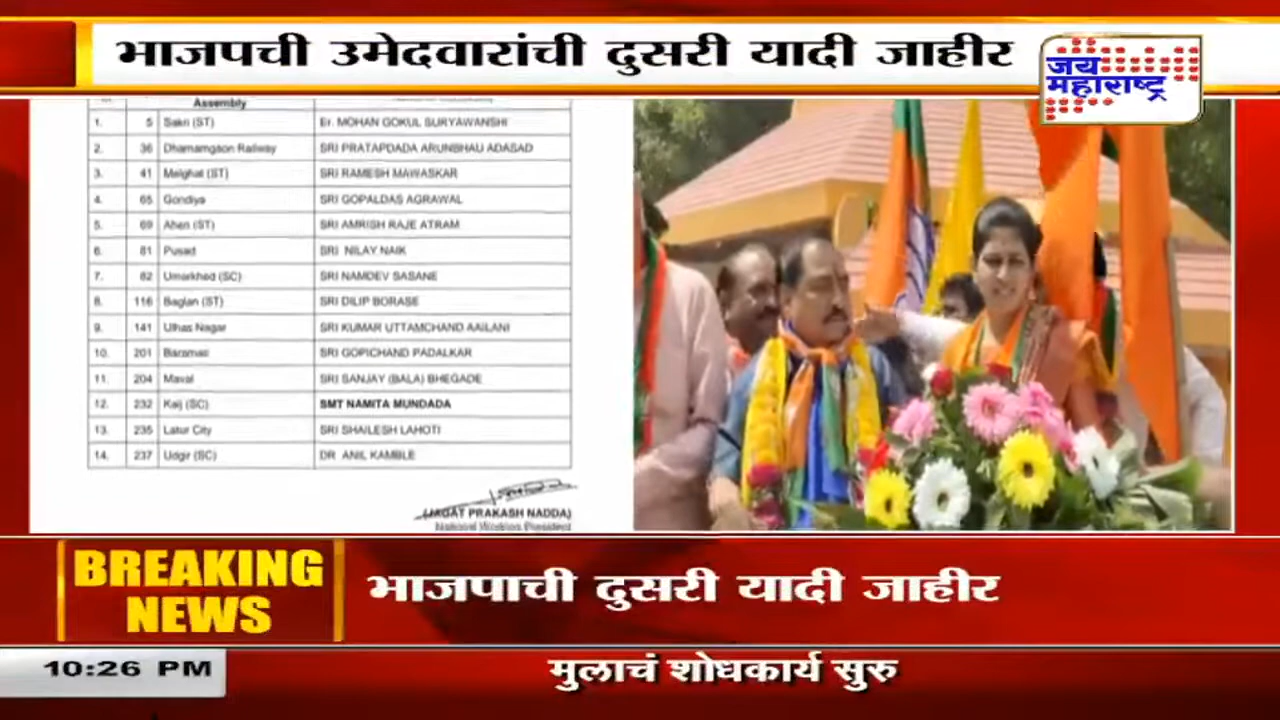 भाजपची उमेदवारांची दुसरी यादी जाहीर
जय
महाराष्ट्र
Assembly
1. 5 Sakri (ST) Er. MOHAN GOKUL SURYAWANSHI
2. 36 Dhamamgaon Railway SRI PRATAPDADA ARUNBHAU ADASAD
3. 41 Melghat (ST) SRI RAMESH MAWASKAR
4. 65 Gondiya SRI GOPALDAS AGRAWAL
5. 69 Aheri (ST) SRI AMRISH RAJE ATRAM
6. 81 Pusad SRI NILAY NAIK
7. 82 Umarkhed (SC) SRI NAMDEV SASANE
8. 116 Baglan (ST) SRI DILIP BORASE
9. 141 Ulhas Nagar SRI KUMAR UTTAMCHAND AAILANI
10. 201 Baramati SRI GOPICHAND PADALKAR
11. 204 Maval SRI SANJAY (BALA) BHEGADE
12. 232 Kaij (SC) SMT NAMITA MUNDADA
13. 235 Latur City SRI SHAILESH LAHOTI
14. 237 Udgir (SC) DR ANIL KAMBLE
(JAGAT PRAKASH NADDA)
National Working President
BREAKING
NEWS
भाजपाची दुसरी यादी जाहीर
10:26 PM
मुलाचं शोधकार्य सुरु